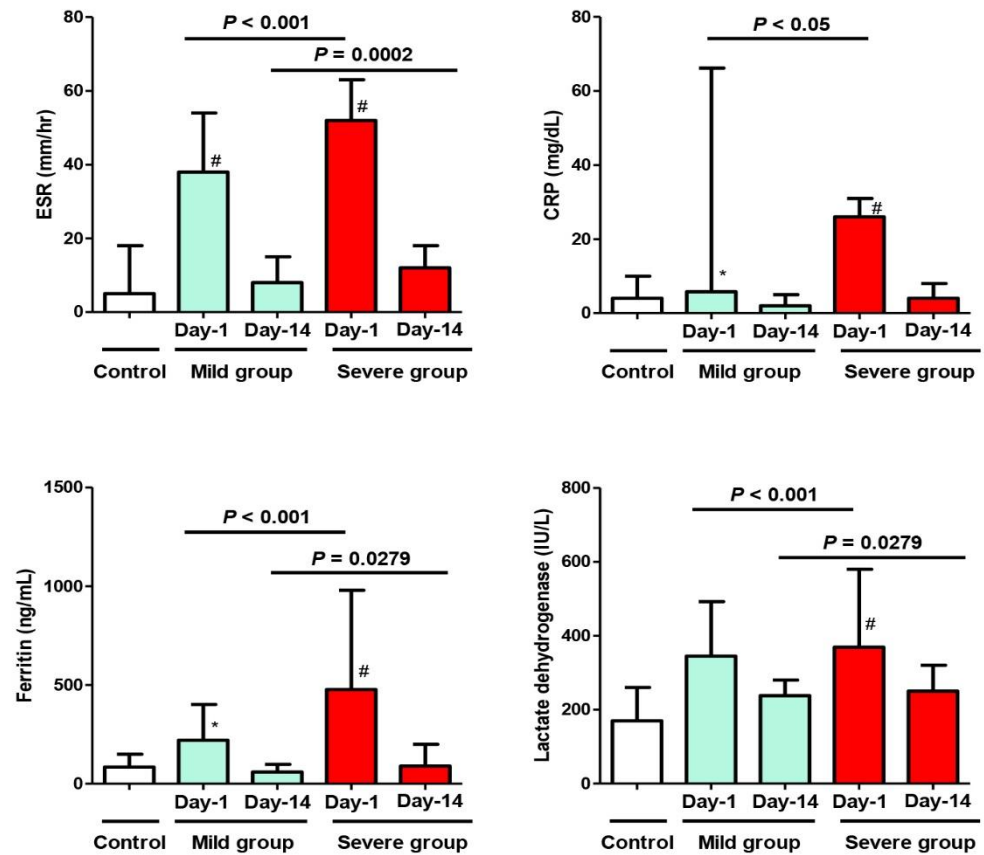 80
60
40
20
0
ESR (mm/hr)
P < 0.001
P = 0.0002
#
#
Day-1 Day-14 Day-1 Day-14
Control Mild group Severe group
80
60
40
20
0
CRP (mg/dL)
P < 0.05
*
#
Day-1 Day-14 Day-1 Day-14
Control Mild group Severe group
1500
1000
500
0
Ferritin (ng/mL)
P < 0.001
P = 0.0279
*
#
Day-1 Day-14 Day-1 Day-14
Control Mild group Severe group
800
600
400
200
0
Lactate dehydrogenase (IU/L)
P < 0.001
P = 0.0279
#
Day-1 Day-14 Day-1 Day-14
Control Mild group Severe group